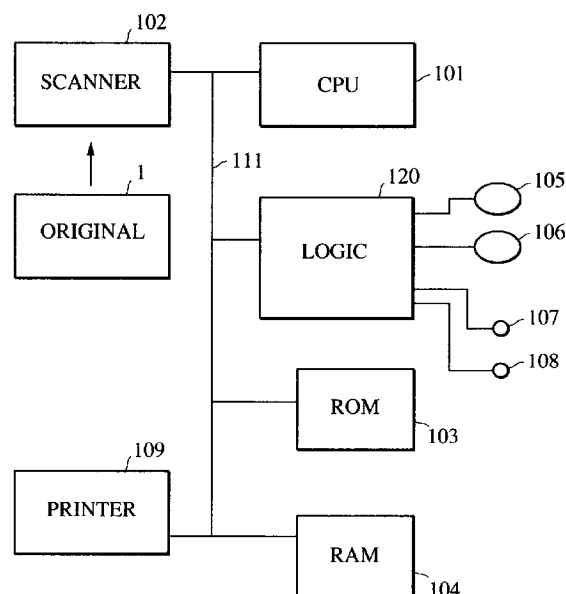 102
SCANNER
CPU
101
111
1
ORIGINAL
120
LOGIC
105
106
107
108
ROM
103
109
PRINTER
RAM
104